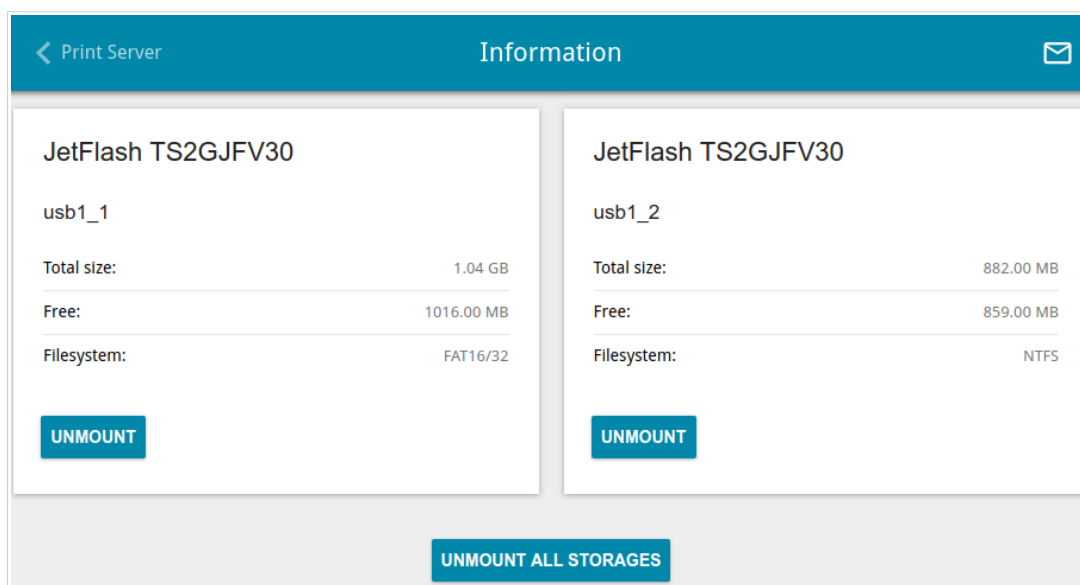 Print Server
Information
JetFlash TS2GJFV30
usb1_1
Total size: 1.04 GB
Free: 1016.00 MB
Filesystem: FAT16/32
UNMOUNT
JetFlash TS2GJFV30
usb1_2
Total size: 882.00 MB
Free: 859.00 MB
Filesystem: NTFS
UNMOUNT
UNMOUNT ALL STORAGES